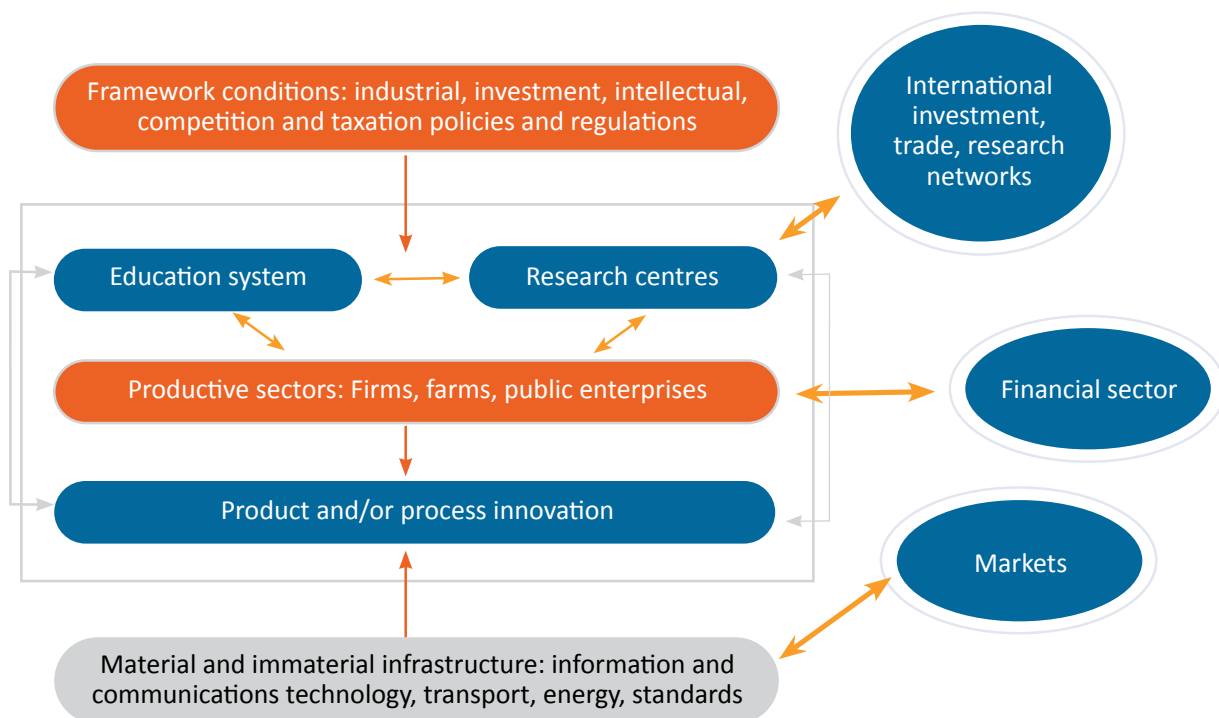 Framework conditions: industrial, investment, intellectual,
competition and taxation policies and regulations
International
investment,
trade, research
networks
Education system
Research centres
Productive sectors: Firms, farms, public enterprises
Financial sector
Product and/or process innovation
Markets
Material and immaterial infrastructure: information and
communications technology, transport, energy, standards